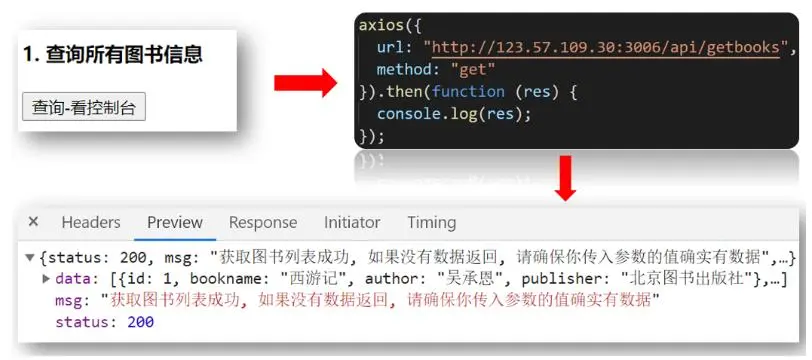 1. 查询所有图书信息
查询-看控制台
axios({
url: "http://123.57.109.30:3006/api/getbooks",
method: "get"
}).then(function (res) {
console.log(res);
});
});
× Headers Preview Response Initiator Timing
▼{status: 200, msg: "获取图书列表成功, 如果没有数据返回, 请确保你传入参数的值确实有数据",…}
▶data: [{id: 1, bookname: "西游记", author: "吴承恩", publisher: "北京图书出版社"},…]
msg: "获取图书列表成功, 如果没有数据返回, 请确保你传入参数的值确实有数据"
status: 200